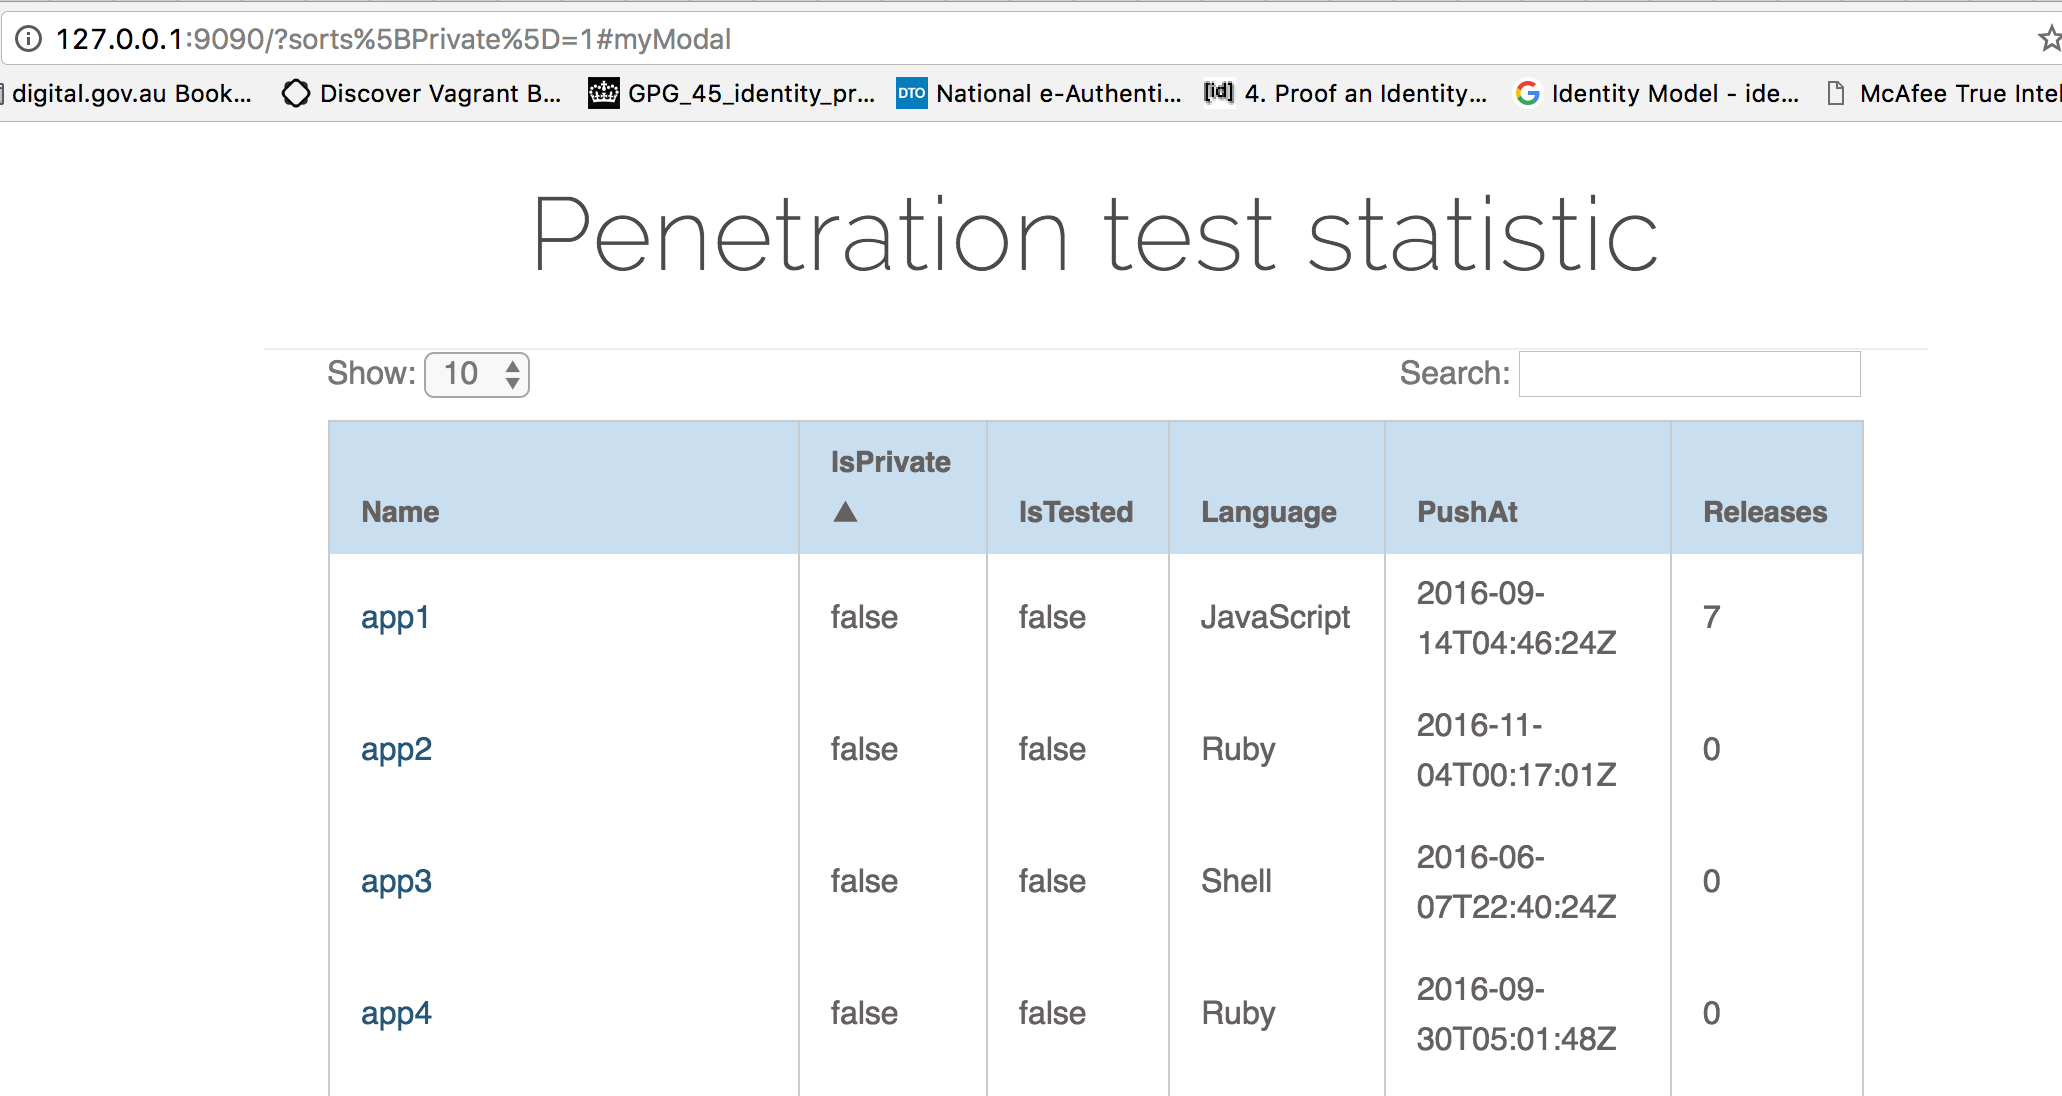 127.0.0.1:9090/?sorts%5BPrivate%5D=1#myModal
digital.gov.au Book... Discover Vagrant B... GPG_45_identity_pr... DTO National e-Authenti... [id] 4. Proof an Identity... G Identity Model - ide... McAfee True Intel
Penetration test statistic
Show: 10 Search:
IsPrivate
Name ▲ IsTested Language PushAt Releases
2016-09-
app1 false false JavaScript 7
14T04:46:24Z
2016-11-
app2 false false Ruby 0
04T00:17:01Z
2016-06-
app3 false false Shell 0
07T22:40:24Z
2016-09-
app4 false false Ruby 0
30T05:01:48Z